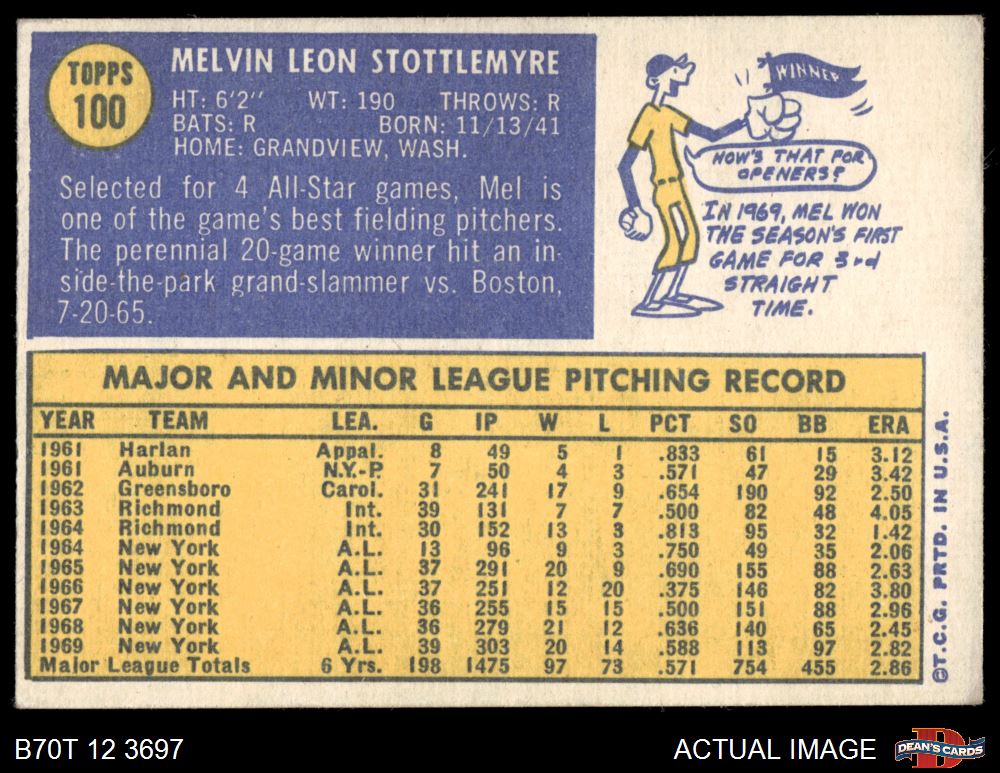 TOPPS
100
MELVIN LEON STOTTLEMYRE
HT: 6'2'' WT: 190 THROWS: R
BATS: R BORN: 11/13/41
HOME: GRANDVIEW, WASH.
Selected for 4 All-Star games, Mel is
one of the game's best fielding pitchers.
The perennial 20-game winner hit an in-
side-the-park grand-slammer vs. Boston,
7-20-65.
WINNER
HOW'S THAT FOR
OPENERS?
IN 1969, MEL WON
THE SEASON'S FIRST
GAME FOR 3rd
STRAIGHT
TIME.
MAJOR AND MINOR LEAGUE PITCHING RECORD
YEAR TEAM LEA. G IP W L PCT SO BB ERA
1961 Harlan Appal. 8 49 5 1 .833 61 15 3.12
1961 Auburn N.Y.-P. 7 50 4 3 .571 47 29 3.42
1962 Greensboro Carol. 31 241 17 9 .654 190 92 2.50
1963 Richmond Int. 39 131 7 7 .500 82 48 4.05
1964 Richmond Int. 30 152 13 3 .813 95 32 1.42
1964 New York A.L. 13 96 9 3 .750 49 35 2.06
1965 New York A.L. 37 291 20 9 .690 155 88 2.63
1966 New York A.L. 37 251 12 20 .375 146 82 3.80
1967 New York A.L. 36 255 15 15 .500 151 88 2.96
1968 New York A.L. 36 279 21 12 .636 140 65 2.45
1969 New York A.L. 39 303 20 14 .588 113 97 2.82
Major League Totals 6 Yrs. 198 1475 97 73 .571 754 455 2.86
©T.C.G. PRTD. IN U.S.A.
B70T 12 3697
ACTUAL IMAGE
DEAN'S CARDS